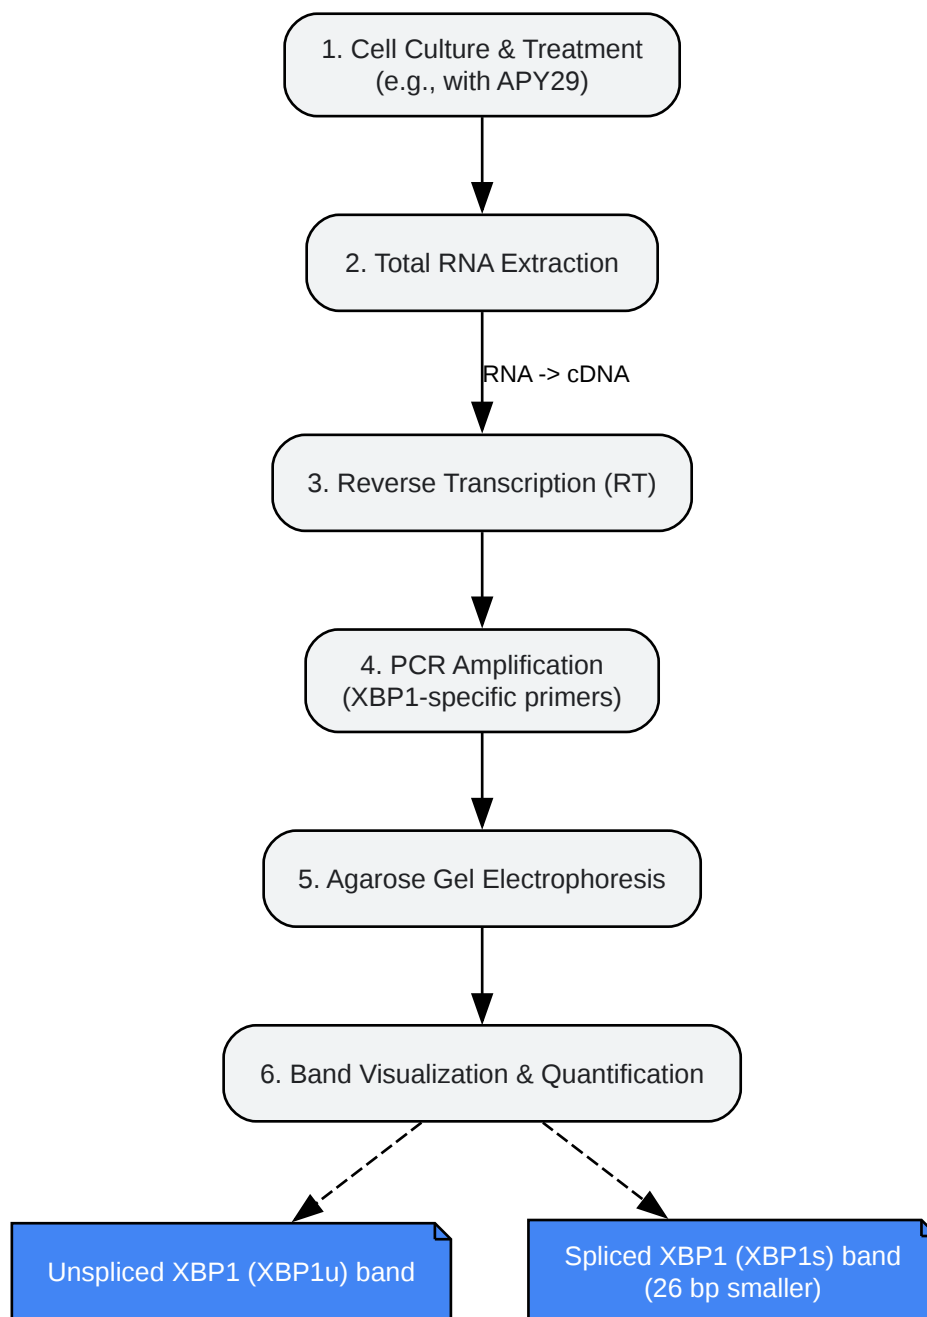 1. Cell Culture & Treatment
(e.g., with APY29)
2. Total RNA Extraction
RNA -> cDNA
3. Reverse Transcription (RT)
4. PCR Amplification
(XBP1-specific primers)
5. Agarose Gel Electrophoresis
6. Band Visualization & Quantification
Unspliced XBP1 (XBP1u) band
Spliced XBP1 (XBP1s) band
(26 bp smaller)